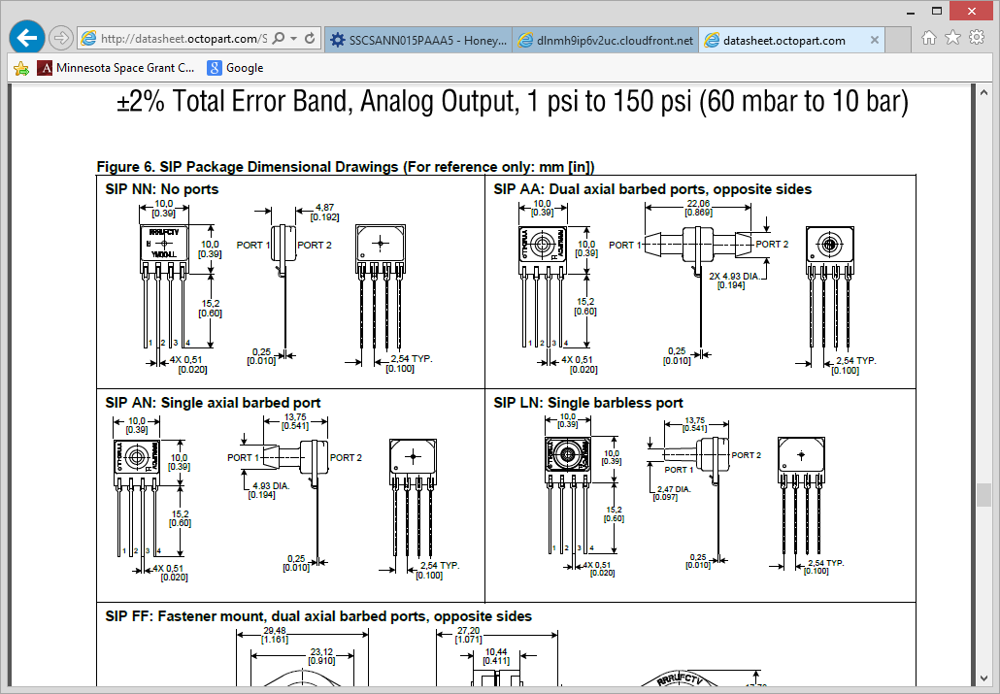 http://datasheet.octopart.com/S
SSCSANN015PAAA5 - Honey...
dlnmh9ip6v2uc.cloudfront.net
datasheet.octopart.com
Minnesota Space Grant C...
Google
±2% Total Error Band, Analog Output, 1 psi to 150 psi (60 mbar to 10 bar)
Figure 6. SIP Package Dimensional Drawings (For reference only: mm [in])
SIP NN: No ports
10,0
[0.39]
4,87
[0.192]
RRRUFCTV
10,0
[0.39]
PORT 1
PORT 2
15,2
[0.60]
1 2 3 4
4X 0,51
[0.020]
0,25
[0.010]
2,54 TYP.
[0.100]
SIP AA: Dual axial barbed ports, opposite sides
10,0
[0.39]
22,06
[0.869]
10,0
[0.39]
PORT 1
PORT 2
2X 4.93 DIA.
[0.194]
15,2
[0.60]
1 2 3 4
4X 0,51
[0.020]
0,25
[0.010]
2,54 TYP.
[0.100]
SIP AN: Single axial barbed port
10,0
[0.39]
13,75
[0.541]
10,0
[0.39]
PORT 1
PORT 2
4.93 DIA.
[0.194]
15,2
[0.60]
1 2 3 4
4X 0,51
[0.020]
0,25
[0.010]
2,54 TYP.
[0.100]
SIP LN: Single barbless port
10,0
[0.39]
13,75
[0.541]
10,0
[0.39]
PORT 2
PORT 1
2,47 DIA.
[0.097]
15,2
[0.60]
1 2 3 4
4X 0,51
[0.020]
0,25
[0.010]
2,54 TYP.
[0.100]
SIP FF: Fastener mount, dual axial barbed ports, opposite sides
29,48
[1.161]
27,20
[1.071]
23,12
[0.910]
10,44
[0.411]
RRRUFCTV